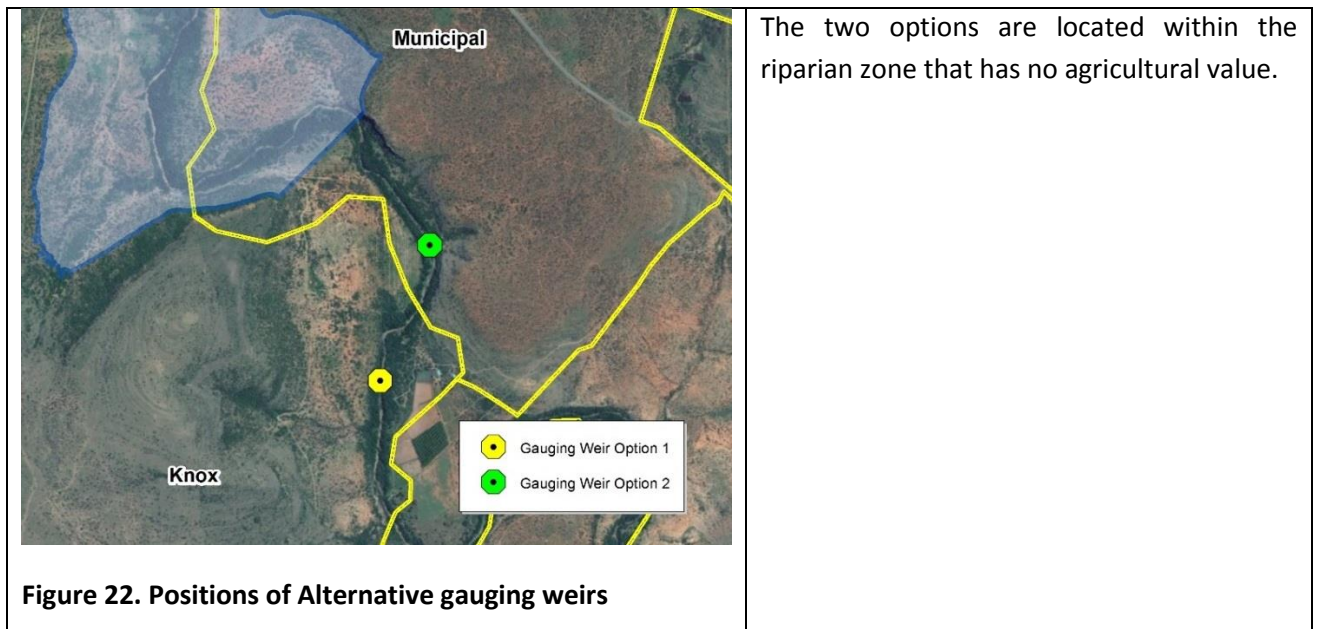 Municipal
Knox
Gauging Weir Option 1
Gauging Weir Option 2
Figure 22. Positions of Alternative gauging weirs
The two options are located within the
riparian zone that has no agricultural value.